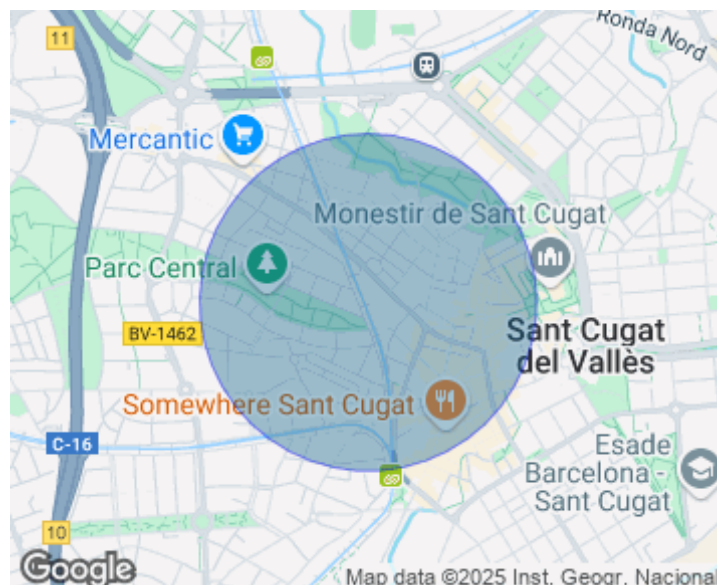 11
Ronda Nord
Mercantic
Monestir de Sant Cugat
Parc Central
BV-1462
Sant Cugat
del Vallès
Somewhere Sant Cugat
C-16
Esade
Barcelona -
Sant Cugat
10
Google
Map data ©2025 Inst. Geogr. Nacional